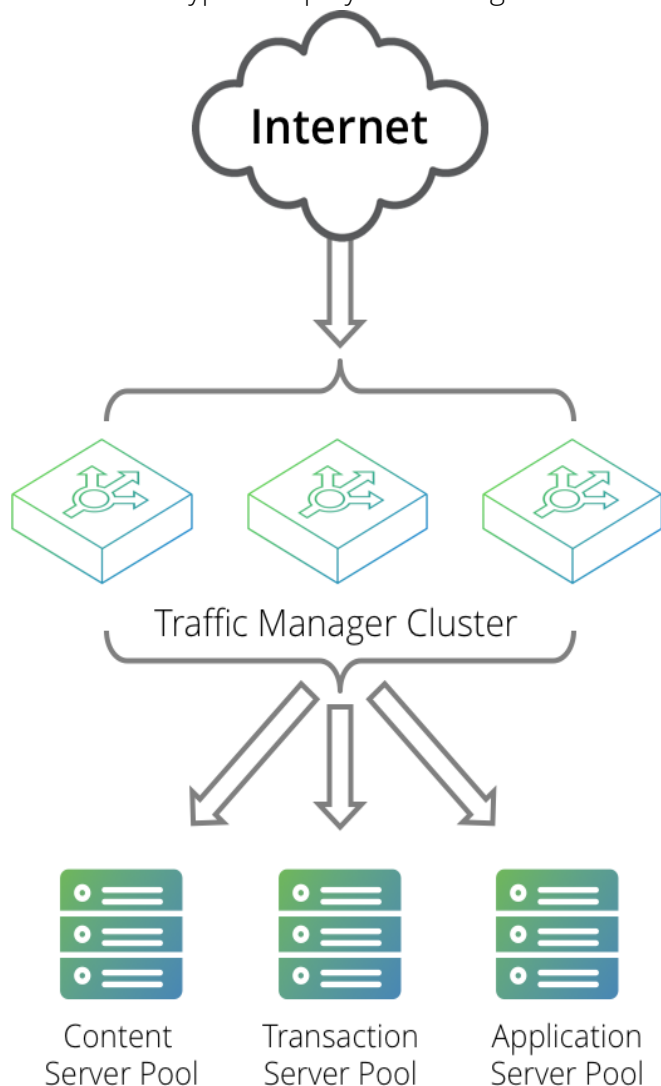 Internet
Traffic Manager Cluster
Content Transaction Application
Server Pool Server Pool Server Pool